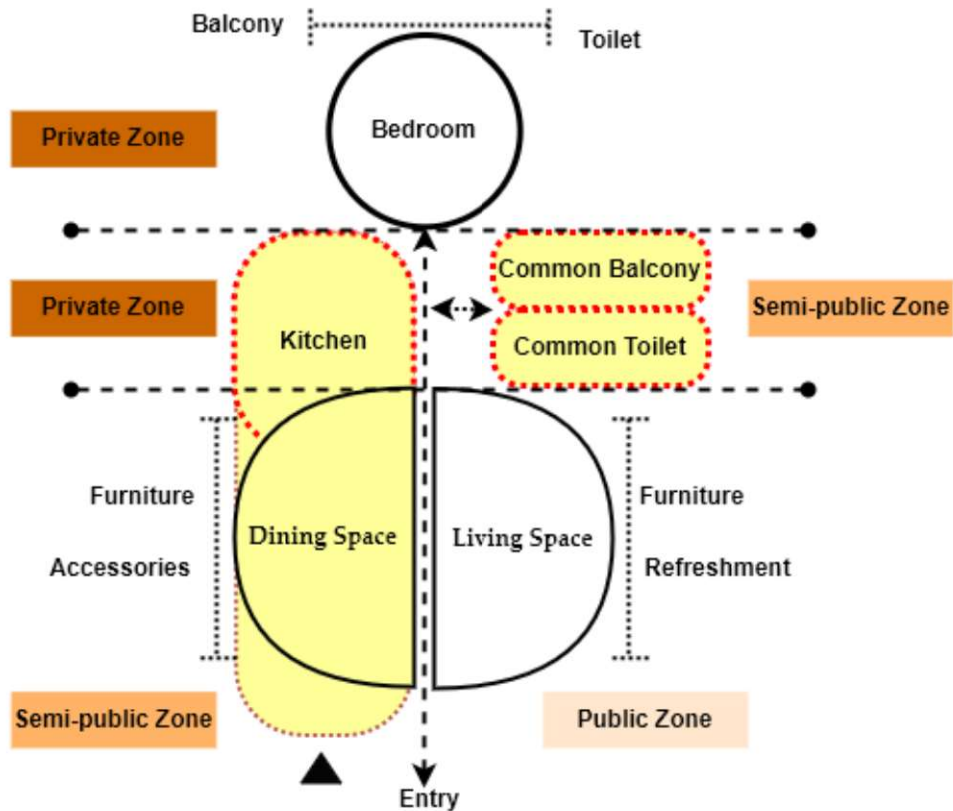 Balcony
Toilet
Bedroom
Private Zone
Common Balcony
Private Zone
Semi-public Zone
Kitchen
Common Toilet
Furniture
Furniture
Dining Space
Living Space
Accessories
Refreshment
Semi-public Zone
Public Zone
Entry